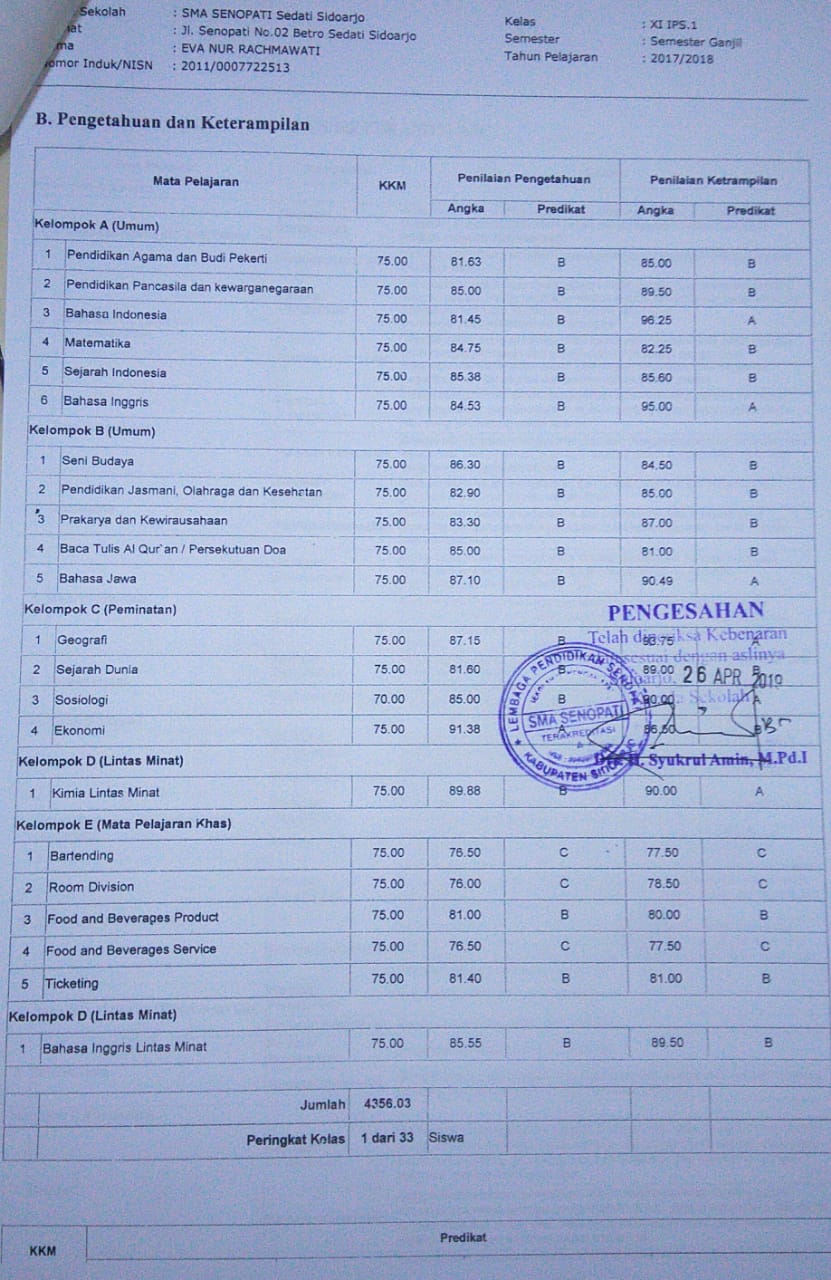 Sekolah : SMA SENOPATI Sedati Sidoarjo Kelas : XI IPS.1
: Jl. Senopati No.02 Betro Sedati Sidoarjo Semester : Semester Ganjil
: EVA NUR RACHMAWATI Tahun Pelajaran : 2017/2018
omor Induk/NISN : 2011/0007722513
B. Pengetahuan dan Keterampilan
Mata Pelajaran KKM Penilaian Pengetahuan Penilaian Ketrampilan
Angka Predikat Angka Predikat
Kelompok A (Umum)
1 Pendidikan Agama dan Budi Pekerti 75.00 81.63 B 85.00 B
2 Pendidikan Pancasila dan kewarganegaraan 75.00 85.00 B 89.50 B
3 Bahasa Indonesia 75.00 81.45 B 96.25 A
4 Matematika 75.00 84.75 B 82.25 B
5 Sejarah Indonesia 75.00 85.38 B 85.60 B
6 Bahasa Inggris 75.00 84.53 B 95.00 A
Kelompok B (Umum)
1 Seni Budaya 75.00 86.30 B 84.50 B
2 Pendidikan Jasmani, Olahraga dan Kesehatan 75.00 82.90 B 85.00 B
3 Prakarya dan Kewirausahaan 75.00 83.30 B 87.00 B
4 Baca Tulis Al Qur`an / Persekutuan Doa 75.00 85.00 B 81.00 B
5 Bahasa Jawa 75.00 87.10 B 90.49 A
Kelompok C (Peminatan)
PENGESAHAN
1 Geografi 75.00 87.15 B 93.75 A
Telah diperiksa Kebenaran
sesuai dengan aslinya
2 Sejarah Dunia 75.00 81.60 B 89.00
Sidoarjo, 26 APR 2019
3 Sosiologi 70.00 85.00 B 90.00 A
Kepala Sekolah
4 Ekonomi 75.00 91.38 A 86.50 B
LEMBAGA PENDIDIKAN
SMA SENOPATI
TERAKREDITASI
KABUPATEN SIDOARJO
H. Syukrul Amin, M.Pd.I
Kelompok D (Lintas Minat)
1 Kimia Lintas Minat 75.00 89.88 B 90.00 A
Kelompok E (Mata Pelajaran Khas)
1 Bartending 75.00 76.50 C 77.50 C
2 Room Division 75.00 76.00 C 78.50 C
3 Food and Beverages Product 75.00 81.00 B 80.00 B
4 Food and Beverages Service 75.00 76.50 C 77.50 C
5 Ticketing 75.00 81.40 B 81.00 B
Kelompok D (Lintas Minat)
1 Bahasa Inggris Lintas Minat 75.00 85.55 B 89.50 B
Jumlah 4356.03
Peringkat Kelas 1 dari 33 Siswa
KKM Predikat